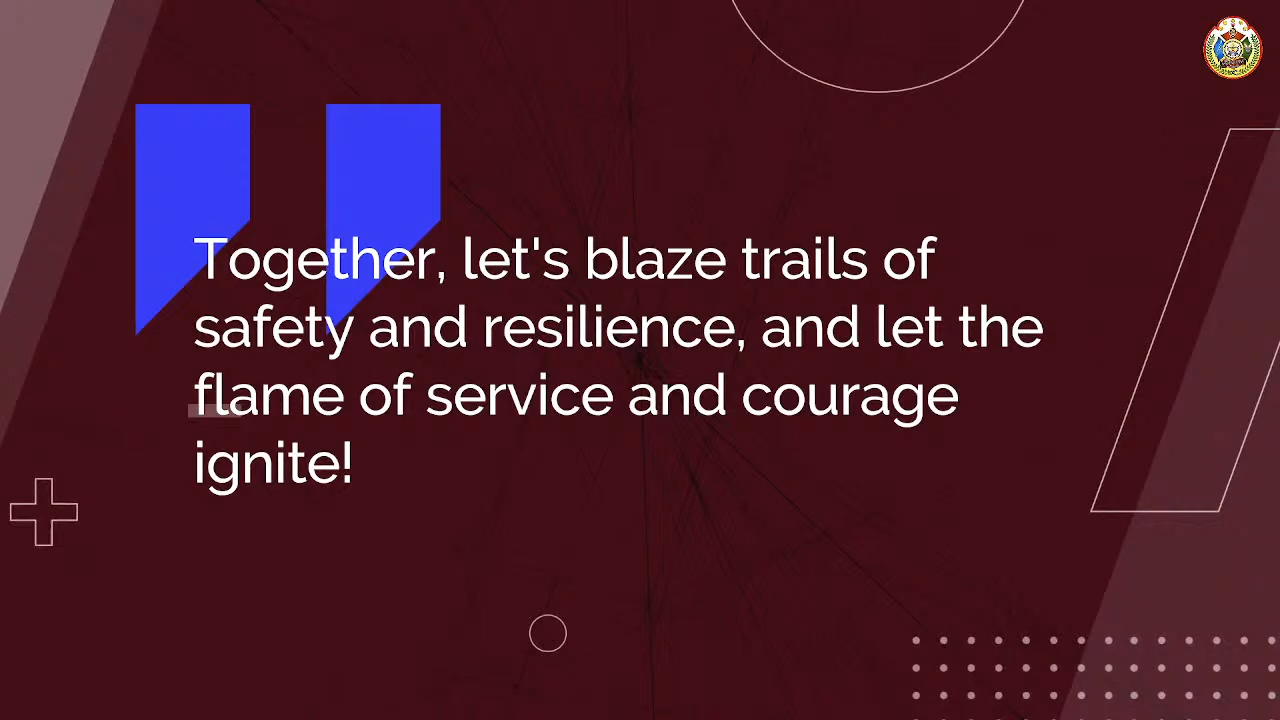 Together, let's blaze trails of
safety and resilience, and let the
flame of service and courage
ignite!